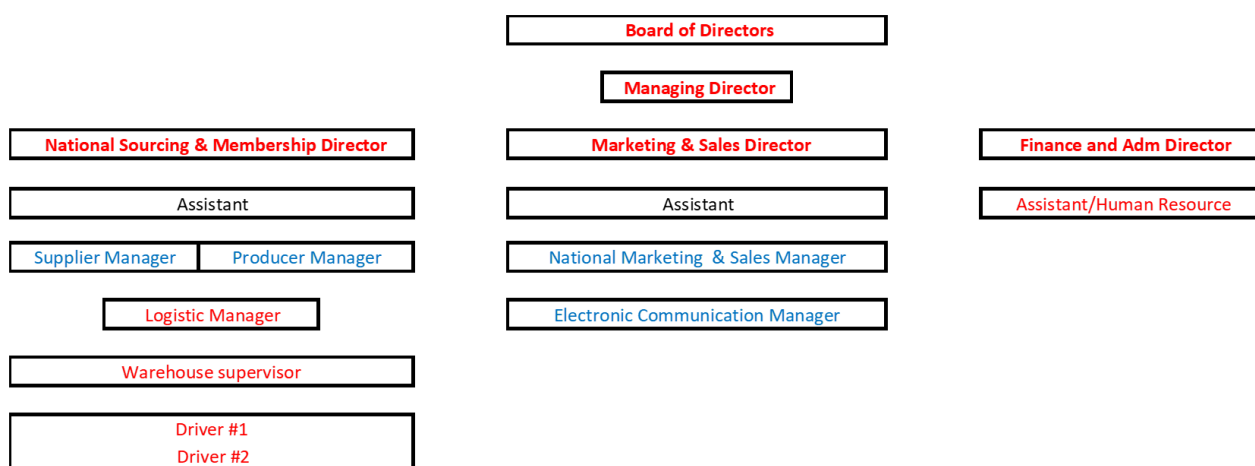 Board of Directors
Managing Director
National Sourcing & Membership Director
Marketing & Sales Director
Finance and Adm Director
Assistant
Assistant
Assistant/Human Resource
Supplier Manager
Producer Manager
National Marketing & Sales Manager
Logistic Manager
Electronic Communication Manager
Warehouse supervisor
Driver #1
Driver #2